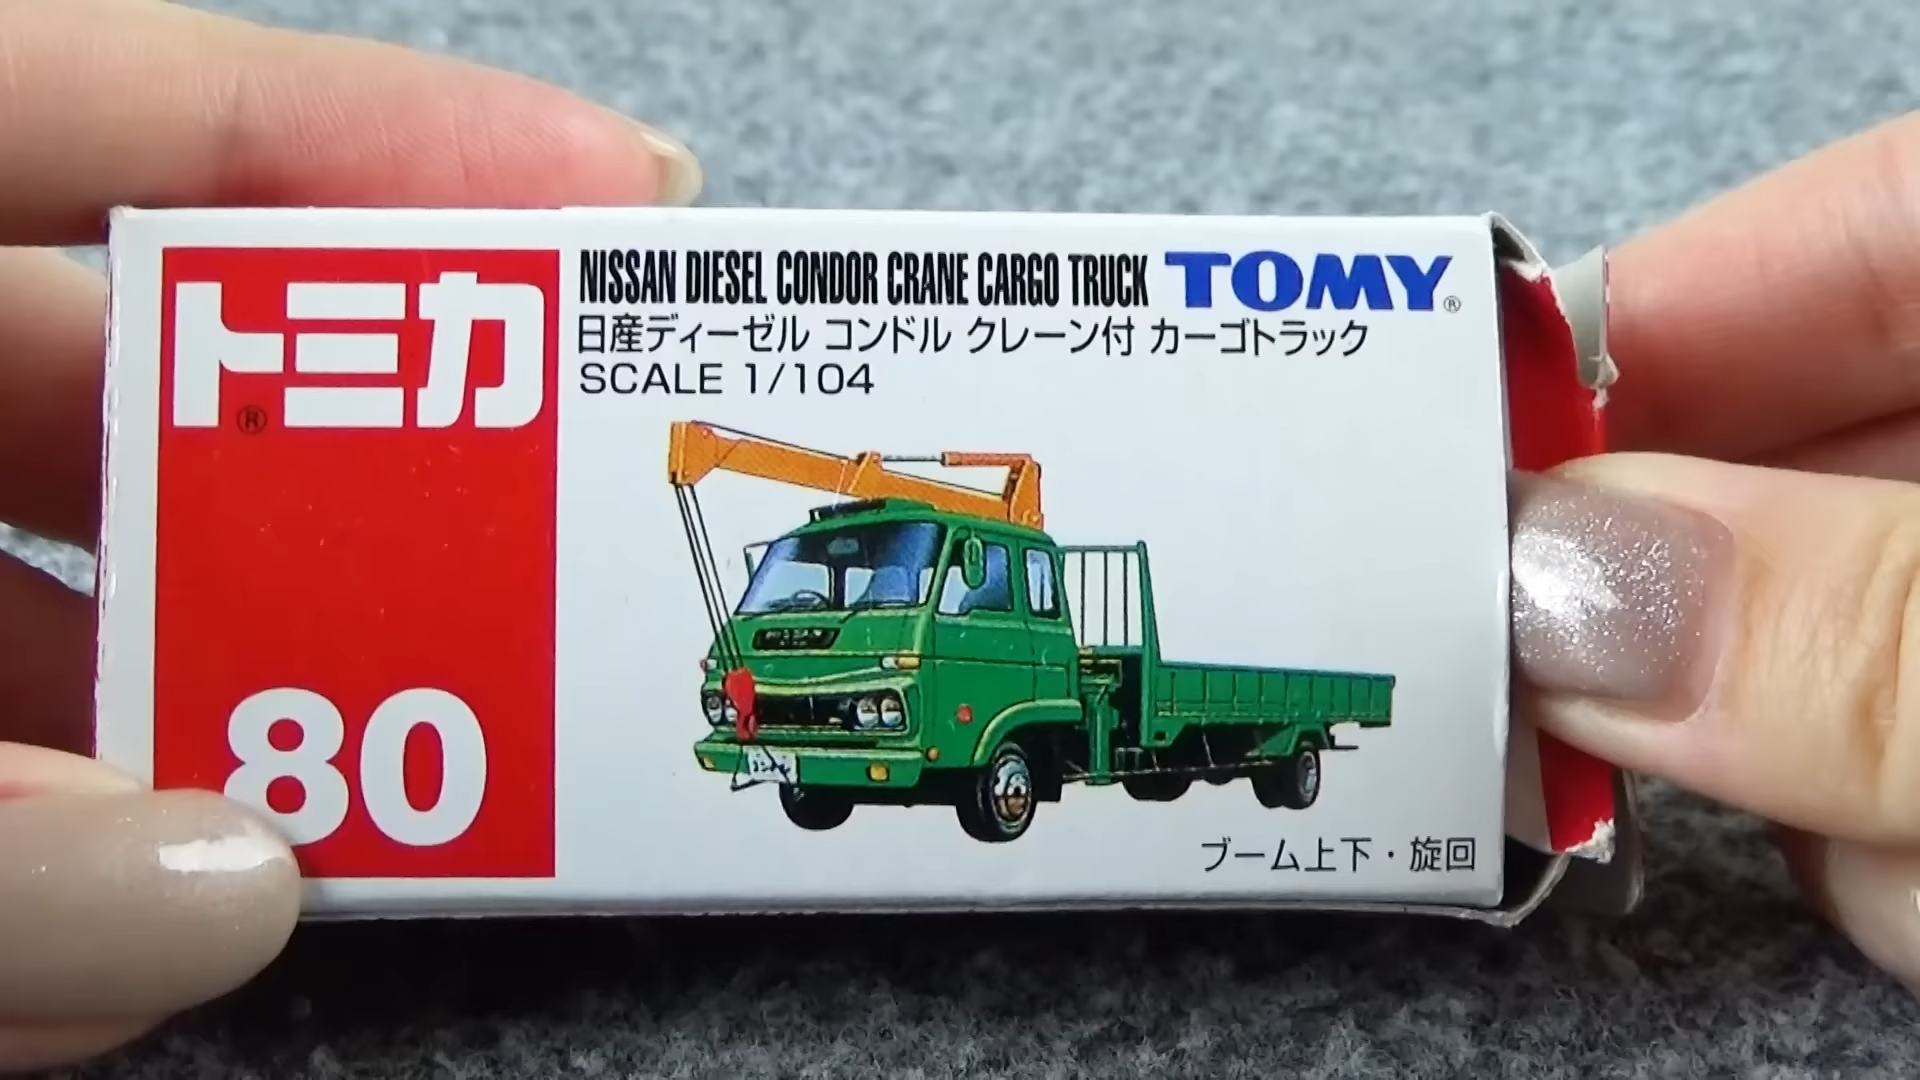 トミカ®
80
NISSAN DIESEL CONDOR CRANE CARGO TRUCK TOMY®
日産ディーゼル コンドル クレーン付 カーゴトラック
SCALE 1/104
ブーム上下・旋回